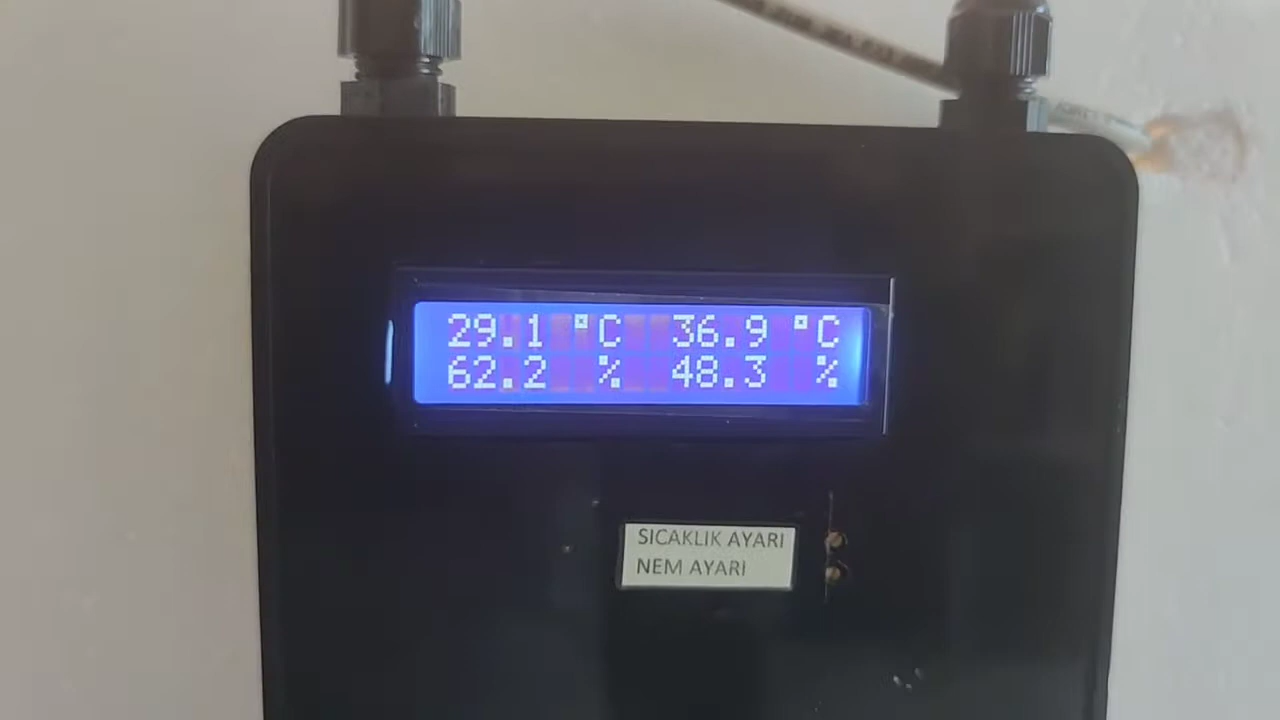 29.1 °C 36.9 °C
62.2 % 48.3 %
SICAKLIK AYARI
NEM AYARI